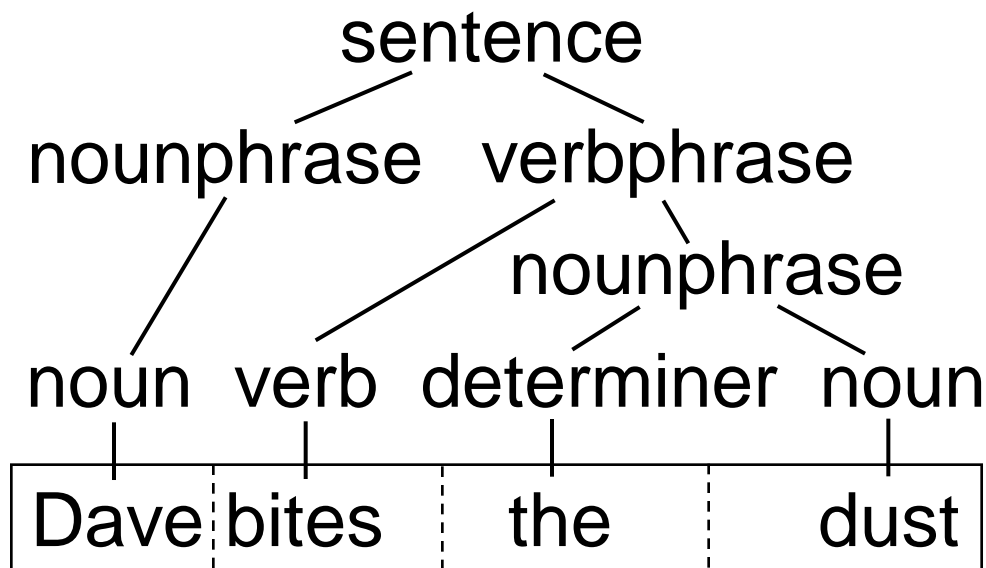 sentence
nounphrase verbphrase
nounphrase
noun verb determiner noun
Dave bites the dust